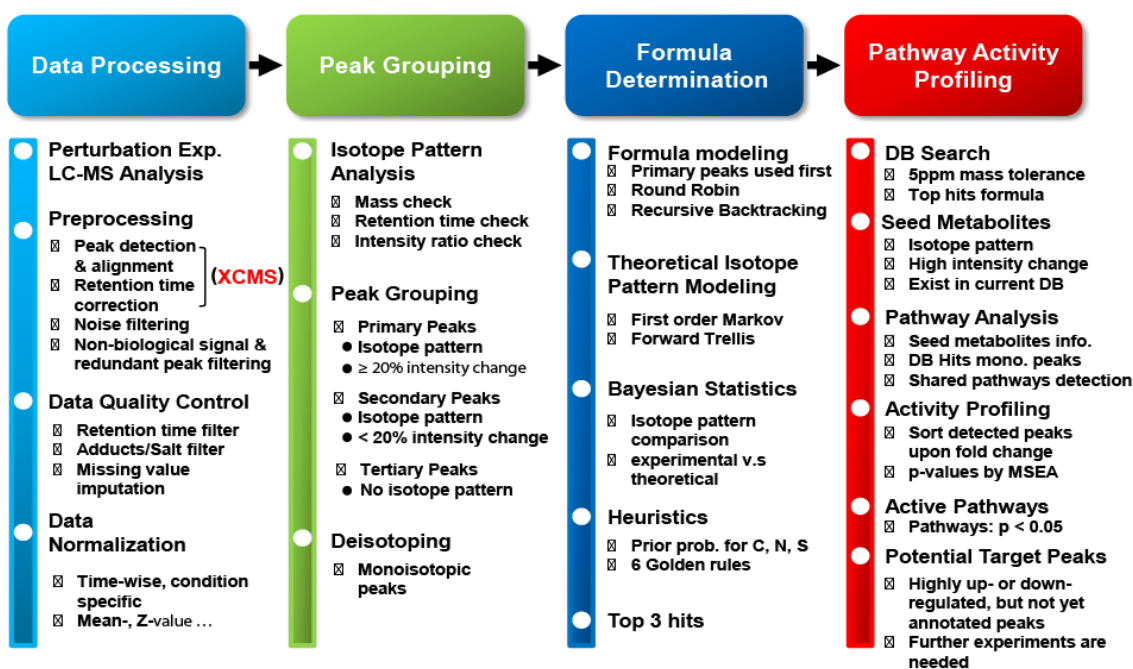 Data Processing
Peak Grouping
Formula
Determination
Pathway Activity
Profiling
Perturbation Exp.
LC-MS Analysis
Preprocessing
Peak detection
& alignment
Retention time
correction
(XCMS)
Noise filtering
Non-biological signal &
redundant peak filtering
Data Quality Control
Retention time filter
Adducts/Salt filter
Missing value
imputation
Data
Normalization
Time-wise, condition
specific
Mean-, Z-value ...
Isotope Pattern
Analysis
Mass check
Retention time check
Intensity ratio check
Peak Grouping
Primary Peaks
● Isotope pattern
● ≥ 20% intensity change
Secondary Peaks
● Isotope pattern
● < 20% intensity change
Tertiary Peaks
● No isotope pattern
Deisotoping
Monoisotopic
peaks
Formula modeling
Primary peaks used first
Round Robin
Recursive Backtracking
Theoretical Isotope
Pattern Modeling
First order Markov
Forward Trellis
Bayesian Statistics
Isotope pattern
comparison
experimental v.s
theoretical
Heuristics
Prior prob. for C, N, S
6 Golden rules
Top 3 hits
DB Search
5ppm mass tolerance
Top hits formula
Seed Metabolites
Isotope pattern
High intensity change
Exist in current DB
Pathway Analysis
Seed metabolites info.
DB Hits mono. peaks
Shared pathways detection
Activity Profiling
Sort detected peaks
upon fold change
p-values by MSEA
Active Pathways
Pathways: p < 0.05
Potential Target Peaks
Highly up- or down-
regulated, but not yet
annotated peaks
Further experiments are
needed